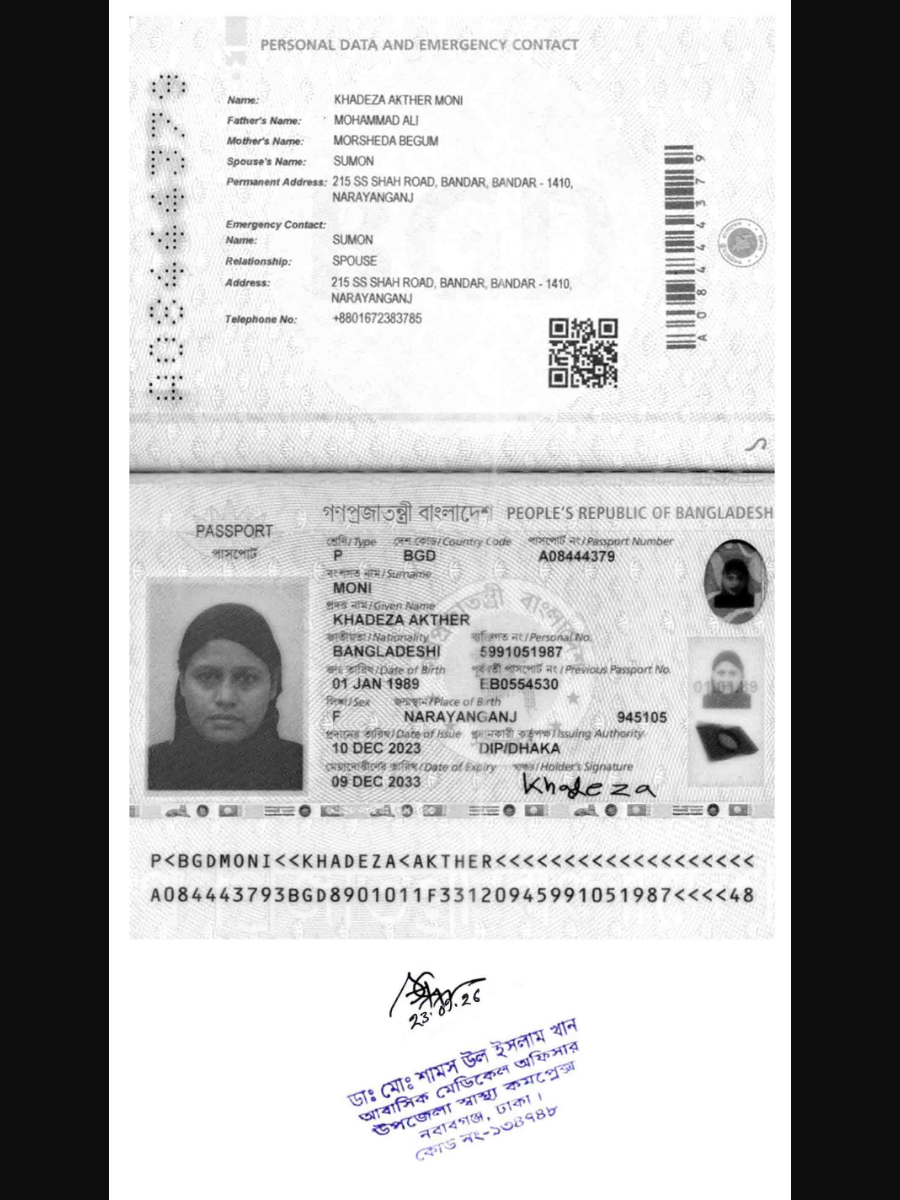 PERSONAL DATA AND EMERGENCY CONTACT
A08444379
Name: KHADEZA AKTHER MONI
Father's Name: MOHAMMAD ALI
Mother's Name: MORSHEDA BEGUM
Spouse's Name: SUMON
Permanent Address: 215 SS SHAH ROAD, BANDAR, BANDAR - 1410,
NARAYANGANJ
Emergency Contact:
Name: SUMON
Relationship: SPOUSE
Address: 215 SS SHAH ROAD, BANDAR, BANDAR - 1410,
NARAYANGANJ
Telephone No: +8801672383785
A08444379
গণপ্রজাতন্ত্রী বাংলাদেশ PEOPLE'S REPUBLIC OF BANGLADESH
PASSPORT
পাসপোর্ট
শ্রেণি/Type দেশ কোড/Country Code পাসপোর্ট নং/Passport Number
P BGD A08444379
বংশগত নাম/Surname
MONI
প্রদত্ত নাম/Given Name
KHADEZA AKTHER
জাতীয়তা/Nationality ব্যক্তিগত নং/Personal No.
BANGLADESHI 5991051987
জন্ম তারিখ/Date of Birth পূর্ববর্তী পাসপোর্ট নং/Previous Passport No.
01 JAN 1989 EB0554530
লিঙ্গ/Sex জন্মস্থান/Place of Birth
F NARAYANGANJ 945105
প্রদানের তারিখ/Date of Issue প্রদানকারী কর্তৃপক্ষ/Issuing Authority
10 DEC 2023 DIP/DHAKA
মেয়াদোত্তীর্ণের তারিখ/Date of Expiry স্বাক্ষর/Holder's Signature
09 DEC 2033 Khadeza
P<BGDMONI<<KHADEZA<AKTHER<<<<<<<<<<<<<<<<<<<
A084443793BGD8901011F33120945991051987<<<<48
23.09.26
ডাঃ মোঃ শামস উল ইসলাম খান
আবাসিক মেডিকেল অফিসার
উপজেলা স্বাস্থ্য কমপ্লেক্স
নবাবগঞ্জ, ঢাকা।
কোড নং-১৩৪৭৪৮